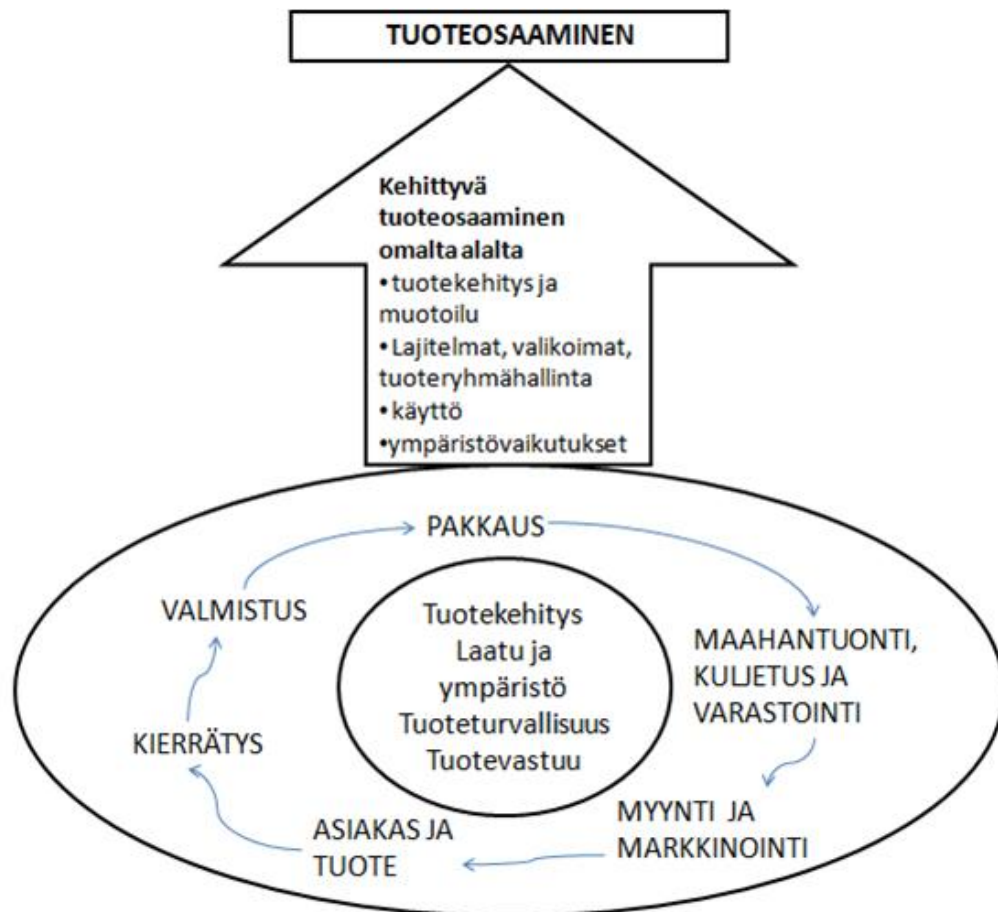 TUOTEOSAAMINEN
Kehittyvä
tuoteosaaminen
omalta alalta
•tuotekehitys ja
muotoilu
•Lajitelmat, valikoimat,
tuoteryhmähallinta
•käyttö
•ympäristövaikutukset
PAKKAUS
VALMISTUS
Tuotekehitys
Laatu ja
ympäristö
Tuoteturvallisuus
Tuotevastuu
MAAHANTUONTI,
KULJETUS JA
VARASTOINTI
KIERRÄTYS
MYYNTI JA
MARKKINOINTI
ASIAKAS JA
TUOTE